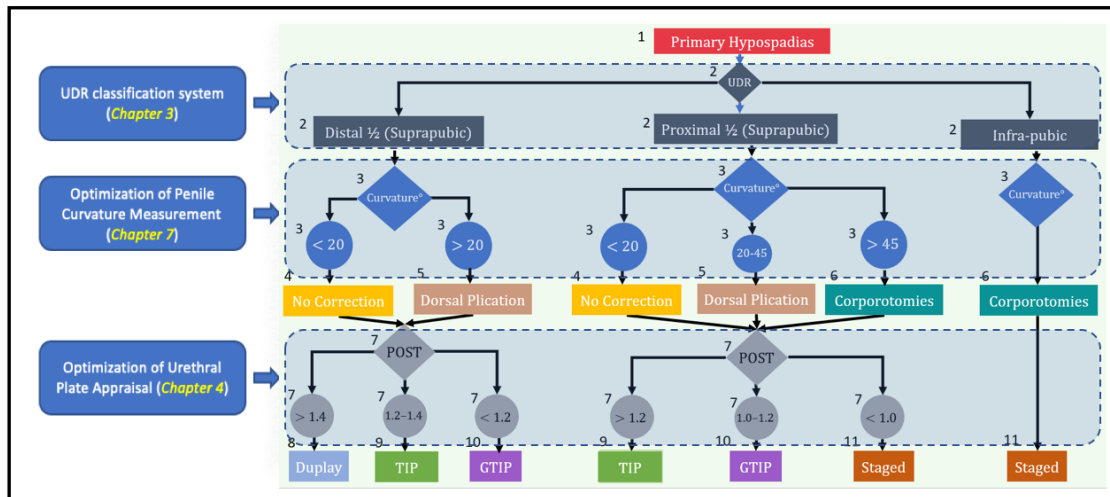 1 Primary Hypospadias
UDR classification system
(Chapter 3)
2 UDR
2 Distal ½ (Suprapubic)
2 Proximal ½ (Suprapubic)
2 Infra-pubic
Optimization of Penile
Curvature Measurement
(Chapter 7)
3 Curvature°
3 Curvature°
3 Curvature°
3 < 20
3 > 20
3 < 20
3 20-45
3 > 45
4 No Correction
5 Dorsal Plication
4 No Correction
5 Dorsal Plication
6 Corporotomies
6 Corporotomies
Optimization of Urethral
Plate Appraisal (Chapter 4)
7 POST
7 POST
7 > 1.4
7 1.2–1.4
7 < 1.2
7 > 1.2
7 1.0–1.2
7 < 1.0
8 Duplay
9 TIP
10 GTIP
9 TIP
10 GTIP
11 Staged
11 Staged